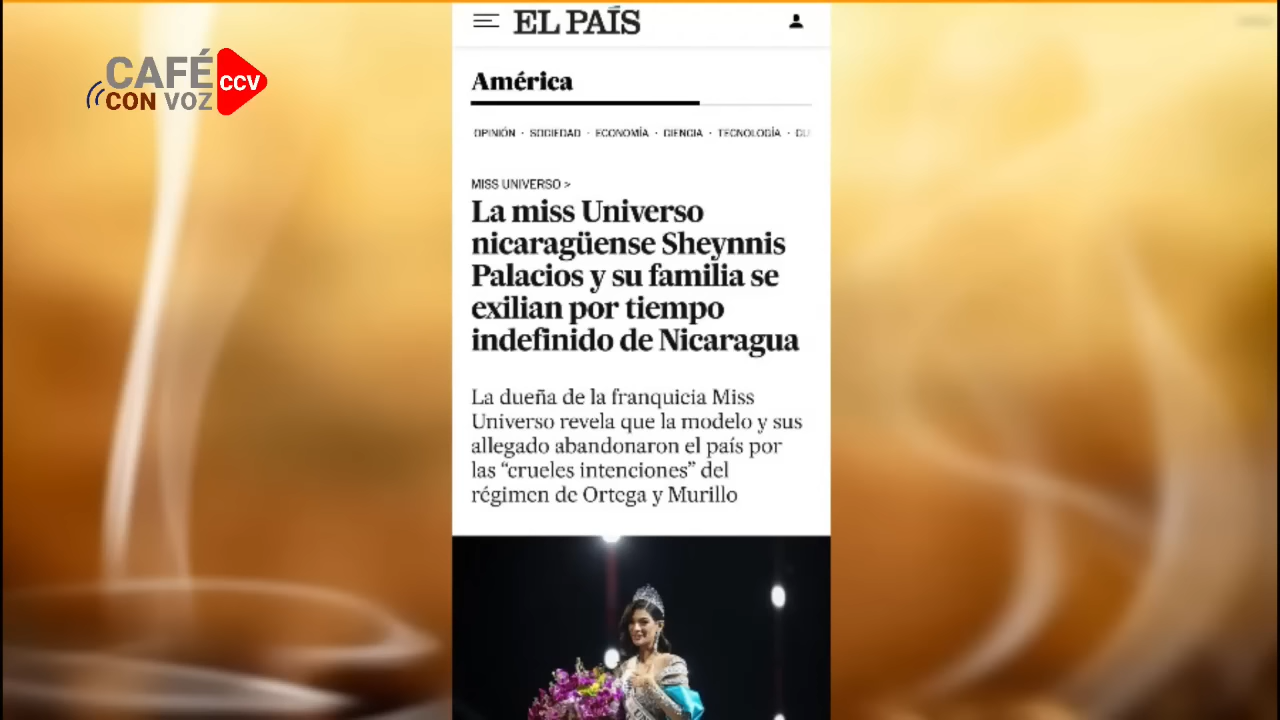 EL PAÍS
CAFÉ
CON VOZ
CCV
América
OPINIÓN · SOCIEDAD · ECONOMÍA · CIENCIA · TECNOLOGÍA ·
MISS UNIVERSO >
La miss Universo
nicaragüense Sheynnis
Palacios y su familia se
exilian por tiempo
indefinido de Nicaragua
La dueña de la franquicia Miss
Universo revela que la modelo y sus
allegado abandonaron el país por
las “crueles intenciones” del
régimen de Ortega y Murillo